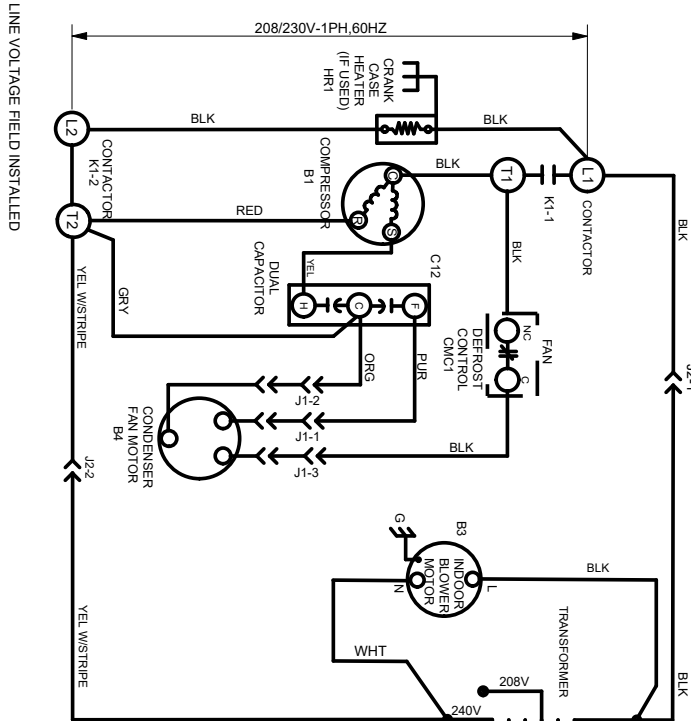 LINE VOLTAGE FIELD INSTALLED
208/230V-1PH,60HZ
CRANK
CASE
HEATER
(IF USED)
HR1
BLK
BLK
L2
CONTACTOR
K1-2
COMPRESSOR
B1
C
R
S
BLK
T1
K1-1
L1
CONTACTOR
T2
RED
BLK
YEL
DUAL
CAPACITOR
C12
H
C
F
YEL W/STRIPE
GRY
ORG
PUR
NC
C
FAN
DEFROST
CONTROL
CMC1
J2-1
J1-2
J1-1
J1-3
BLK
CONDENSER
FAN MOTOR
B4
J2-2
G
B3
INDOOR
BLOWER
MOTOR
N
L
BLK
TRANSFORMER
BLK
YEL W/STRIPE
WHT
208V
240V